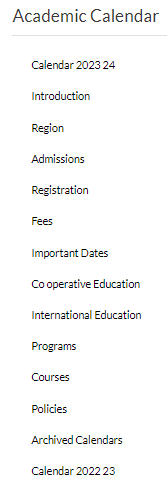 Academic Calendar
Calendar 2023 24
Introduction
Region
Admissions
Registration
Fees
Important Dates
Co operative Education
International Education
Programs
Courses
Policies
Archived Calendars
Calendar 2022 23